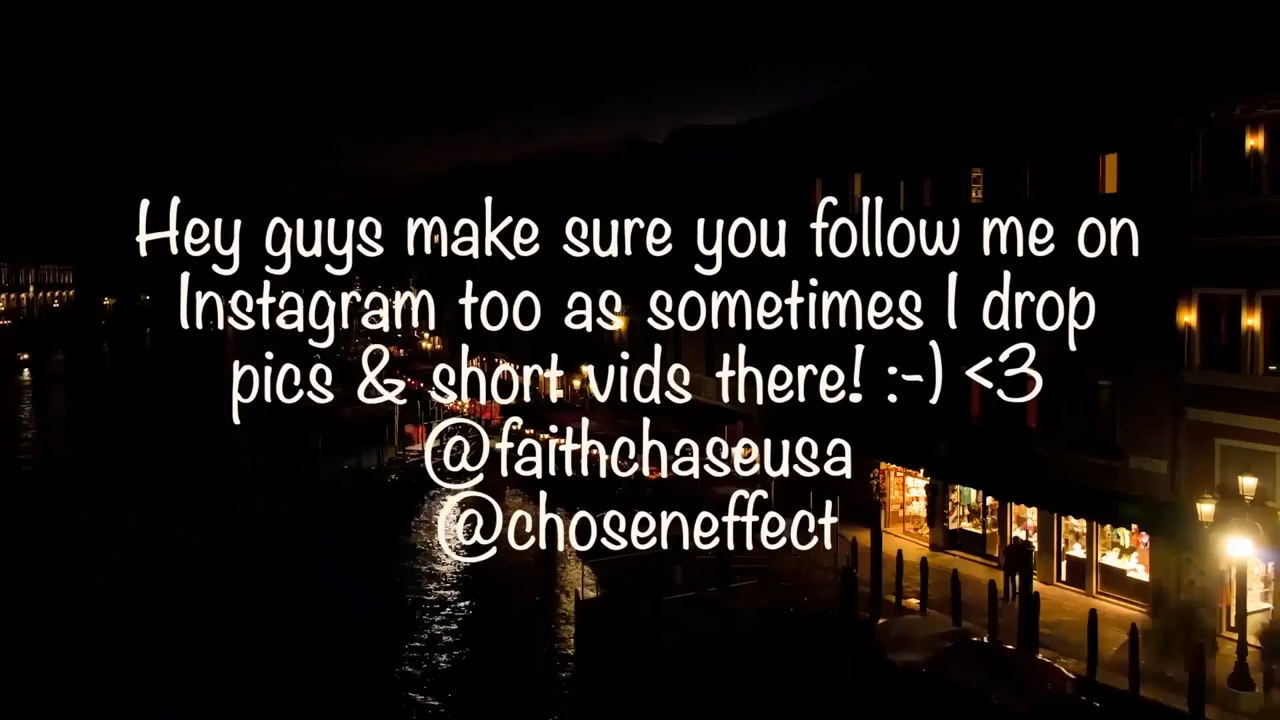 Hey guys make sure you follow me on
Instagram too as sometimes I drop
pics & short vids there! :-) <3
@faithchaseusa
@choseneffect